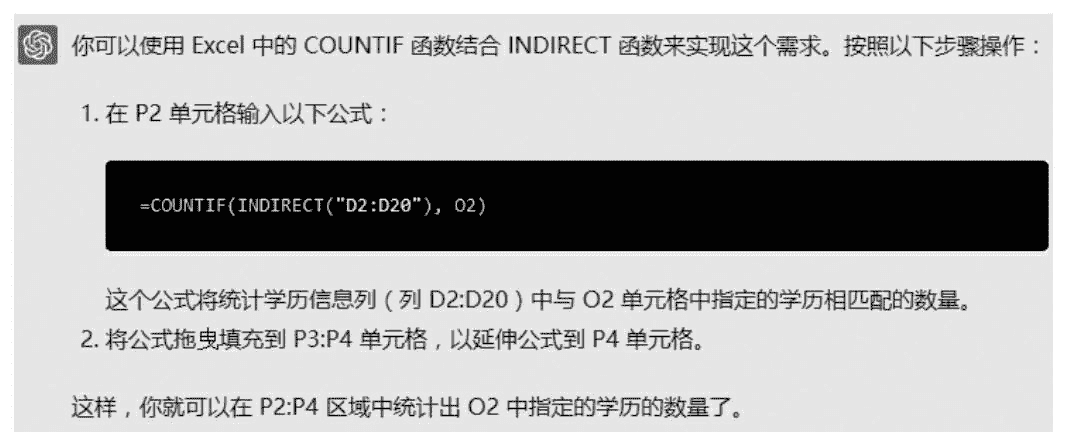 你可以使用 Excel 中的 COUNTIF 函数结合 INDIRECT 函数来实现这个需求。按照以下步骤操作：
1. 在 P2 单元格输入以下公式：
=COUNTIF(INDIRECT("D2:D20"), O2)
这个公式将统计学历信息列（列 D2:D20）中与 O2 单元格中指定的学历相匹配的数量。
2. 将公式拖曳填充到 P3:P4 单元格，以延伸公式到 P4 单元格。
这样，你就可以在 P2:P4 区域中统计出 O2 中指定的学历的数量了。